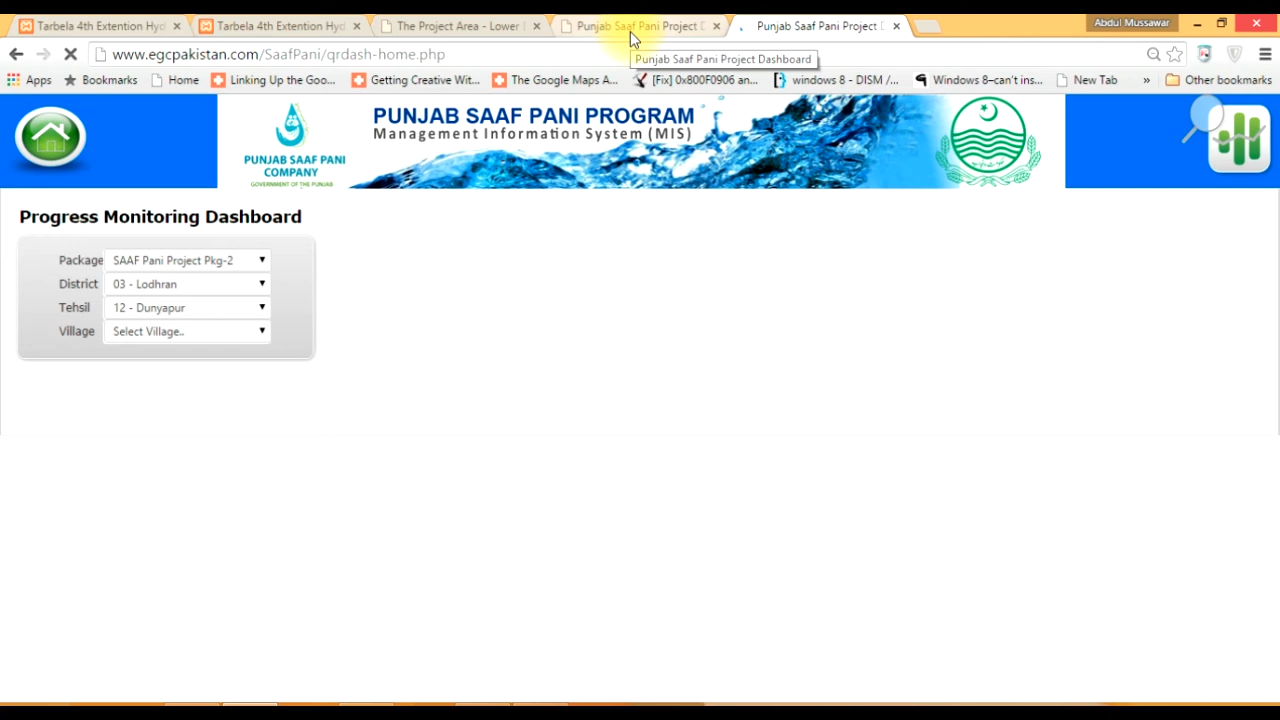 Tarbela 4th Extention Hyd
Tarbela 4th Extention Hyd
The Project Area - Lower
Punjab Saaf Pani Project D
Punjab Saaf Pani Project
Abdul Mussawar
www.egcpakistan.com/SaafPani/qrdash-home.php
Punjab Saaf Pani Project Dashboard
Apps
Bookmarks
Home
Linking Up the Goo...
Getting Creative Wit...
The Google Maps A...
[Fix] 0x800F0906 an...
windows 8 - DISM /...
Windows 8–can't ins...
New Tab
»
Other bookmarks
PUNJAB SAAF PANI
COMPANY
GOVERNMENT OF THE PUNJAB
PUNJAB SAAF PANI PROGRAM
Management Information System (MIS)
Progress Monitoring Dashboard
Package SAAF Pani Project Pkg-2
District 03 - Lodhran
Tehsil 12 - Dunyapur
Village Select Village..